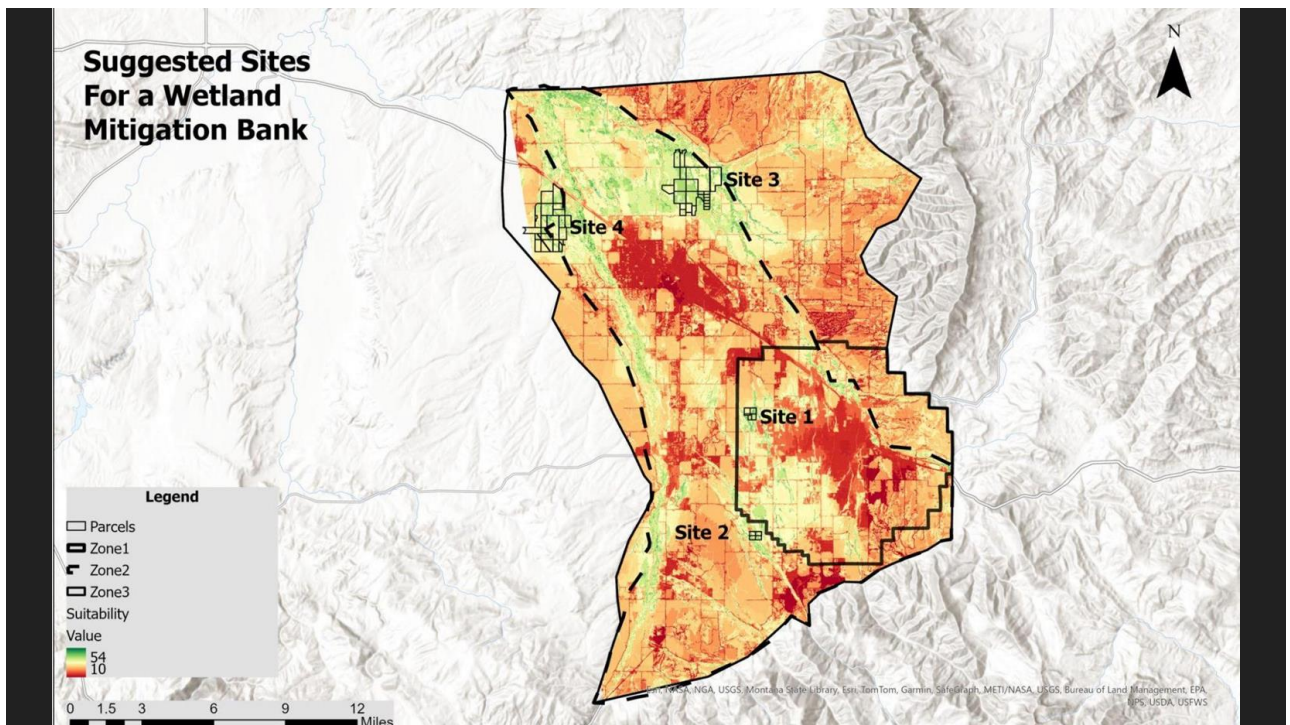 Suggested Sites
For a Wetland
Mitigation Bank
N
Site 3
Site 4
Site 1
Site 2
Legend
Parcels
Zone1
Zone2
Zone3
Suitability
Value
54
10
0 1.5 3 6 9 12
Miles
Esri, NASA, NGA, USGS, Montana State Library, Esri, TomTom, Garmin, SafeGraph, METI/NASA, USGS, Bureau of Land Management, EPA,
NPS, USDA, USFWS